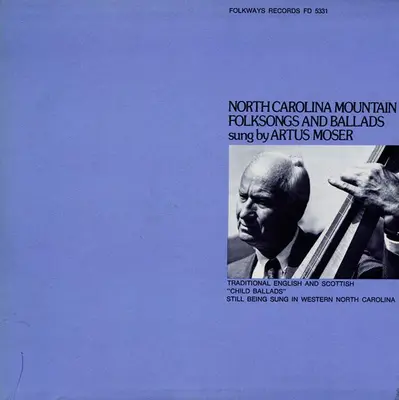 FOLKWAYS RECORDS FD 5331
NORTH CAROLINA MOUNTAIN
FOLKSONGS AND BALLADS
sung by ARTUS MOSER
TRADITIONAL ENGLISH AND SCOTTISH
"CHILD BALLADS"
STILL BEING SUNG IN WESTERN NORTH CAROLINA